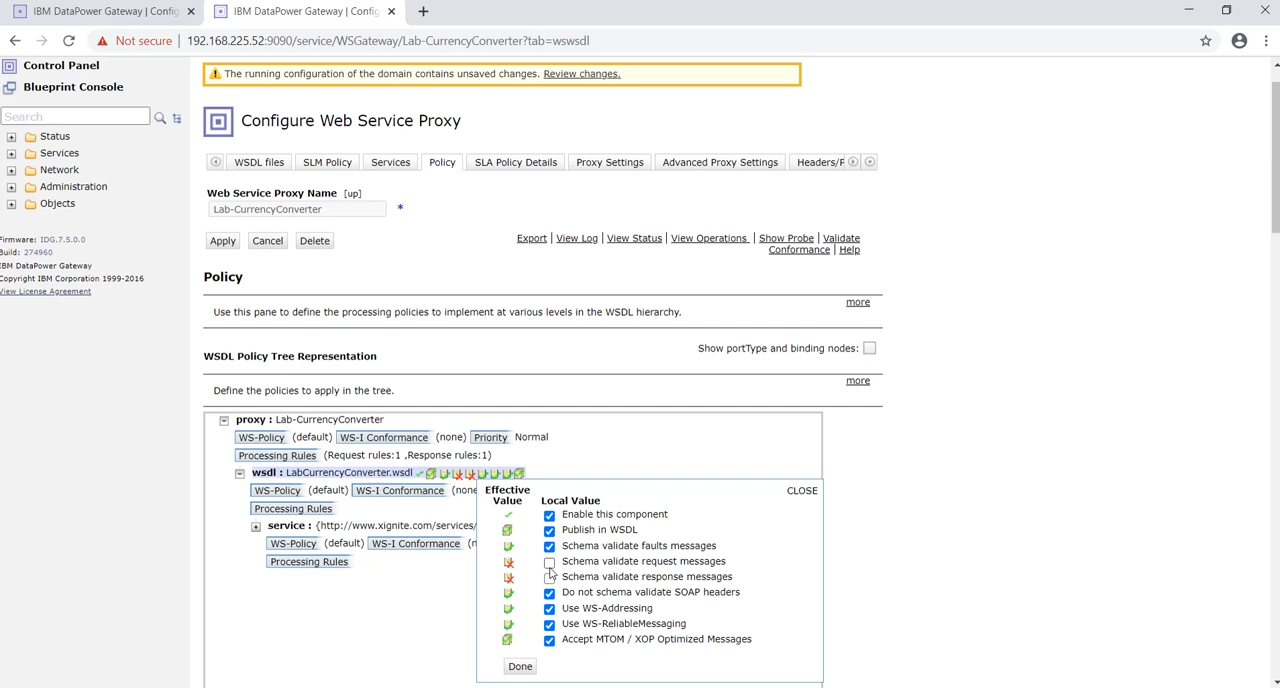 IBM DataPower Gateway | Config
IBM DataPower Gateway | Config
Not secure | 192.168.225.52:9090/service/WSGateway/Lab-CurrencyConverter?tab=wswsdl
Control Panel
Blueprint Console
Search
Status
Services
Network
Administration
Objects
Firmware: IDG.7.5.0.0
Build: 274960
IBM DataPower Gateway
Copyright IBM Corporation 1999-2016
View License Agreement
The running configuration of the domain contains unsaved changes. Review changes.
Configure Web Service Proxy
WSDL files SLM Policy Services Policy SLA Policy Details Proxy Settings Advanced Proxy Settings Headers/P
Web Service Proxy Name [up]
Lab-CurrencyConverter *
Apply Cancel Delete
Export | View Log | View Status | View Operations | Show Probe | Validate
Conformance | Help
Policy
more
Use this pane to define the processing policies to implement at various levels in the WSDL hierarchy.
Show portType and binding nodes:
WSDL Policy Tree Representation
more
Define the policies to apply in the tree.
proxy : Lab-CurrencyConverter
WS-Policy (default) WS-I Conformance (none) Priority Normal
Processing Rules (Request rules:1 ,Response rules:1)
wsdl : LabCurrencyConverter.wsdl
WS-Policy (default) WS-I Conformance (none
Processing Rules
service : {http://www.xignite.com/services/
WS-Policy (default) WS-I Conformance (n
Processing Rules
Effective
Value Local Value CLOSE
Enable this component
Publish in WSDL
Schema validate faults messages
Schema validate request messages
Schema validate response messages
Do not schema validate SOAP headers
Use WS-Addressing
Use WS-ReliableMessaging
Accept MTOM / XOP Optimized Messages
Done